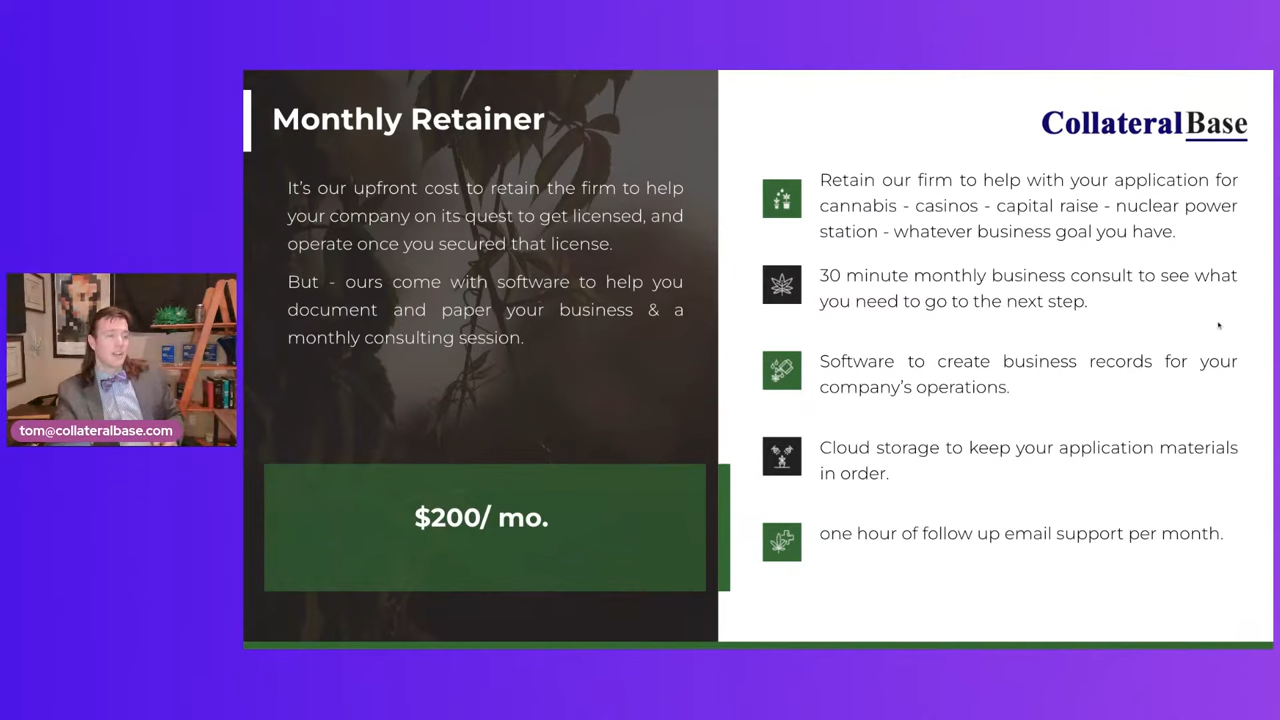 Monthly Retainer
It's our upfront cost to retain the firm to help
your company on its quest to get licensed, and
operate once you secured that license.
But - ours come with software to help you
document and paper your business & a
monthly consulting session.
$200/ mo.
CollateralBase
Retain our firm to help with your application for
cannabis - casinos - capital raise - nuclear power
station - whatever business goal you have.
30 minute monthly business consult to see what
you need to go to the next step.
Software to create business records for your
company's operations.
Cloud storage to keep your application materials
in order.
one hour of follow up email support per month.
tom@collateralbase.com